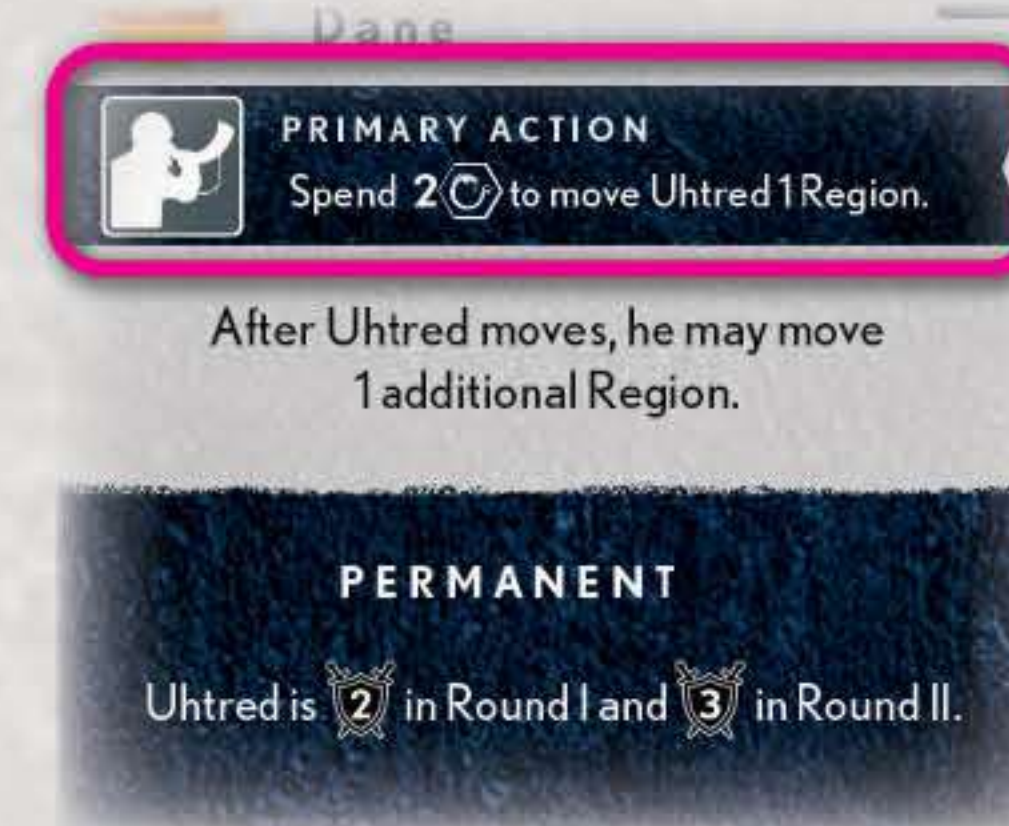 Dane
PRIMARY ACTION
Spend 2 to move Uhtred 1 Region.
After Uhtred moves, he may move
1 additional Region.
PERMANENT
Uhtred is 2 in Round I and 3 in Round II.